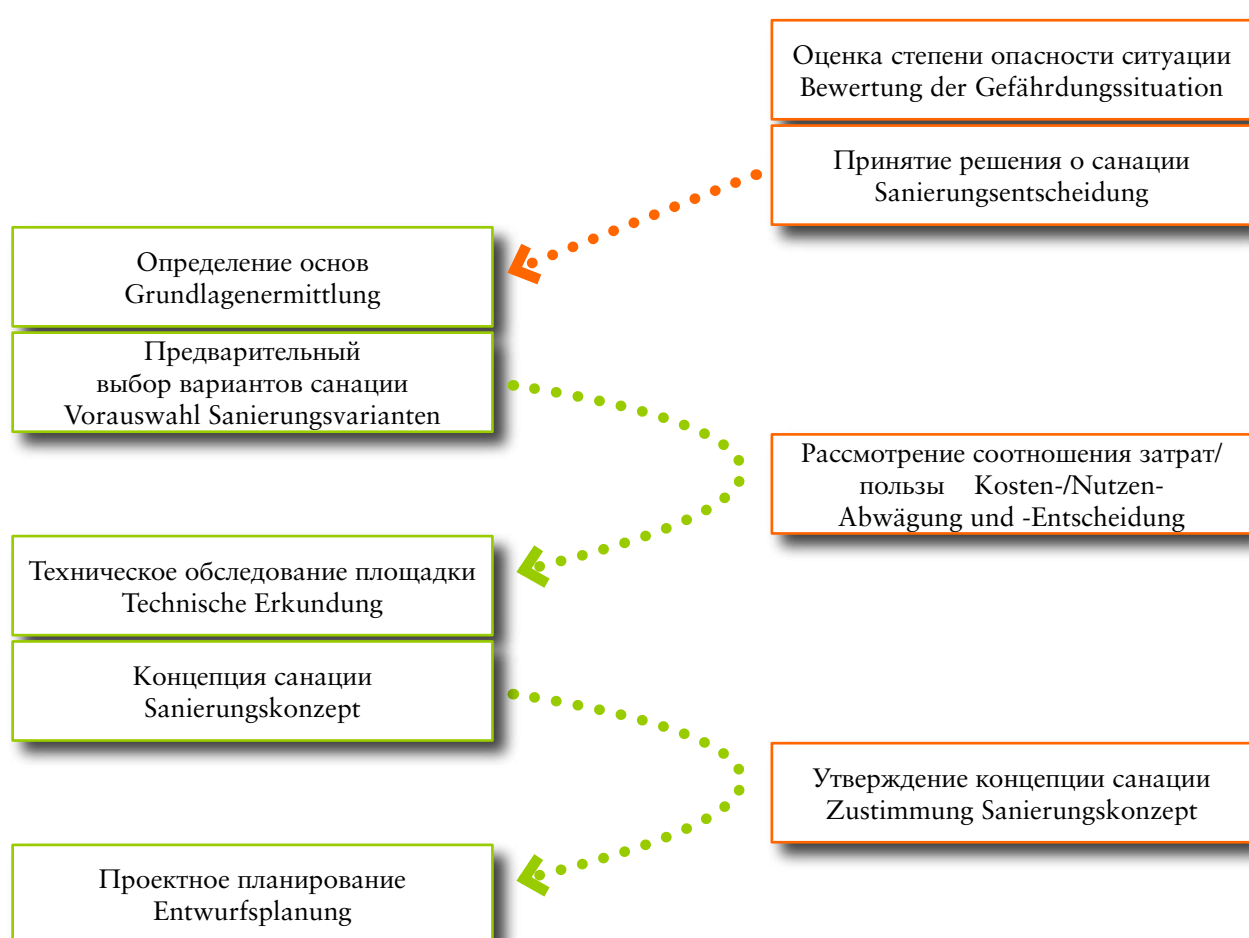 Оценка степени опасности ситуации
Bewertung der Gefährdungssituation
Принятие решения о санации
Sanierungsentscheidung
Определение основ
Grundlagenermittlung
Предварительный
выбор вариантов санации
Vorauswahl Sanierungsvarianten
Рассмотрение соотношения затрат/
пользы Kosten-/Nutzen-
Abwägung und -Entscheidung
Техническое обследование площадки
Technische Erkundung
Концепция санации
Sanierungskonzept
Утверждение концепции санации
Zustimmung Sanierungskonzept
Проектное планирование
Entwurfsplanung